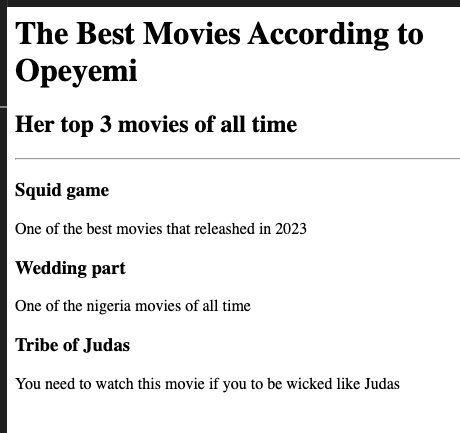 The Best Movies According to
Opeyemi
Her top 3 movies of all time
Squid game
One of the best movies that releashed in 2023
Wedding part
One of the nigeria movies of all time
Tribe of Judas
You need to watch this movie if you to be wicked like Judas